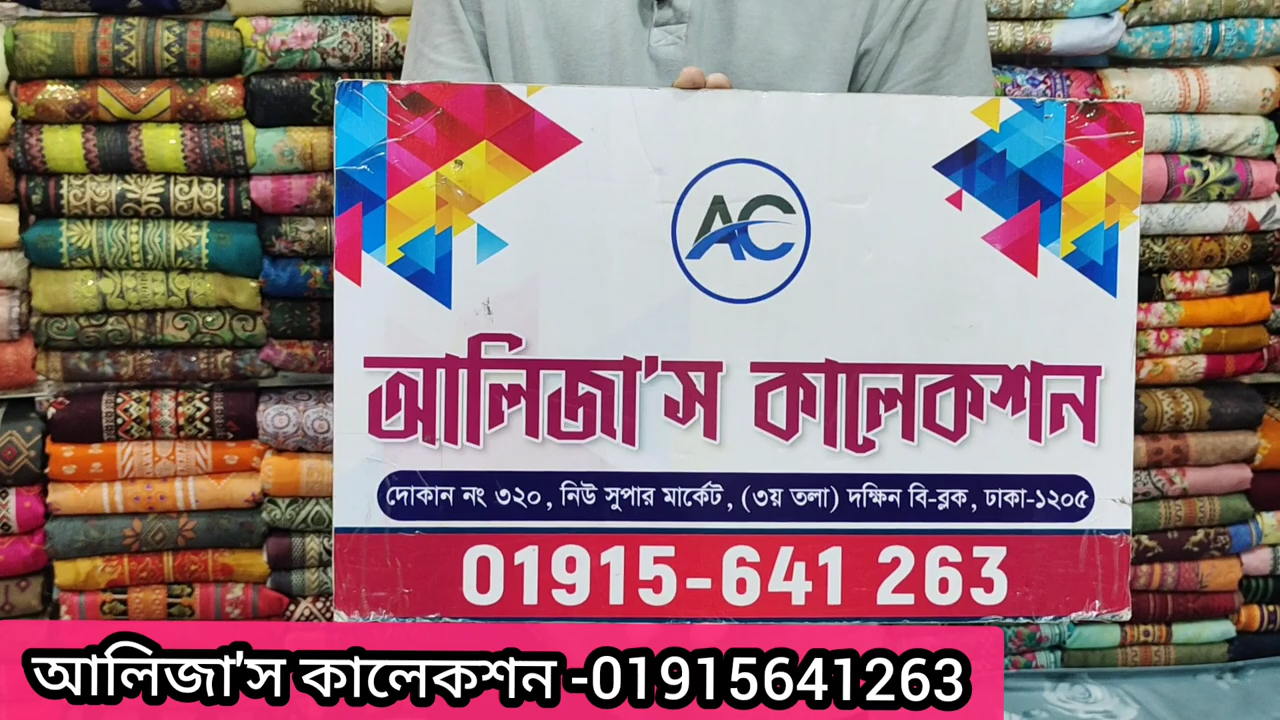 AC
আলিজা'স কালেকশন
দোকান নং ৩২০, নিউ সুপার মার্কেট, (৩য় তলা) দক্ষিন বি-ব্লক, ঢাকা-১২০৫
01915-641 263
আলিজা'স কালেকশন -01915641263